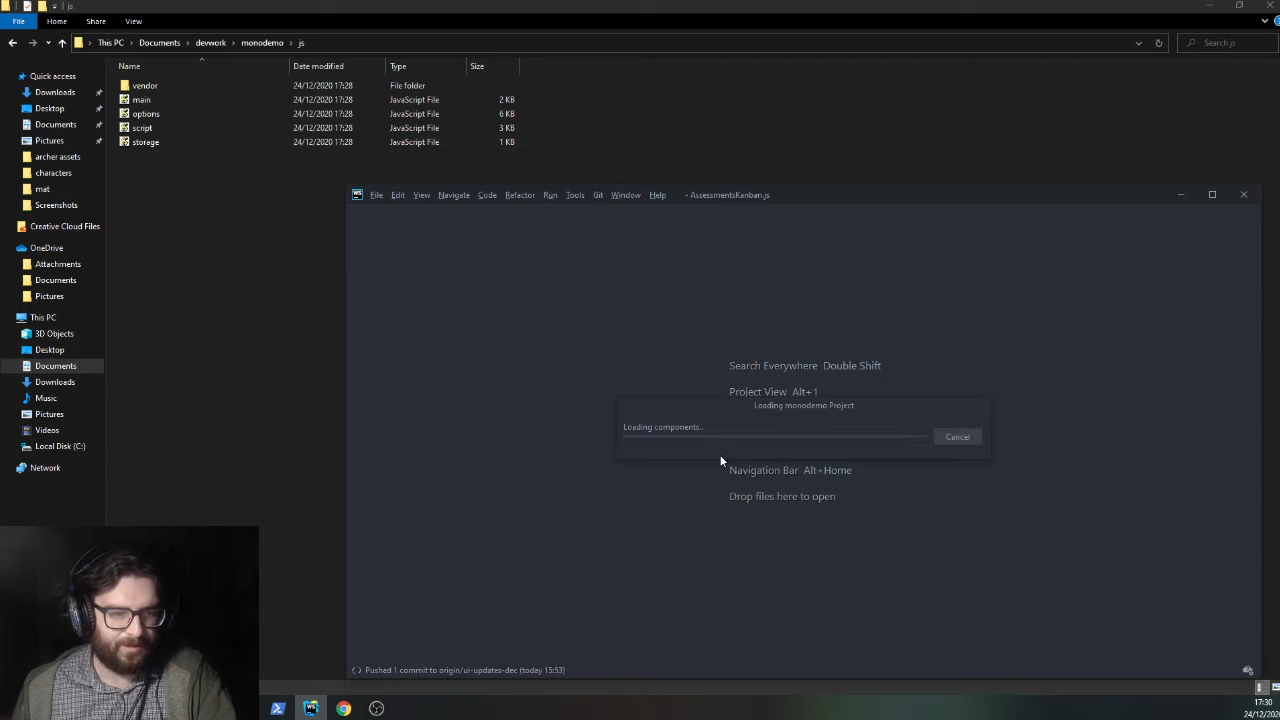 js
File Home Share View
This PC Documents devwork monodemo js Search js
Name Date modified Type Size
Quick access
Downloads
Desktop
Documents
Pictures
archer assets
characters
mat
Screenshots
Creative Cloud Files
OneDrive
Attachments
Documents
Pictures
This PC
3D Objects
Desktop
Documents
Downloads
Music
Pictures
Videos
Local Disk (C:)
Network
vendor 24/12/2020 17:28 File folder
main 24/12/2020 17:28 JavaScript File 2 KB
options 24/12/2020 17:28 JavaScript File 6 KB
script 24/12/2020 17:28 JavaScript File 3 KB
storage 24/12/2020 17:28 JavaScript File 1 KB
WS File Edit View Navigate Code Refactor Run Tools Git Window Help - AssessmentsKanban.js
Search Everywhere Double Shift
Project View Alt+1
Loading monodemo Project
Loading components..
Cancel
Navigation Bar Alt+Home
Drop files here to open
Pushed 1 commit to origin/ui-updates-dec (today 15:53)
WS
17:30
24/12/2020